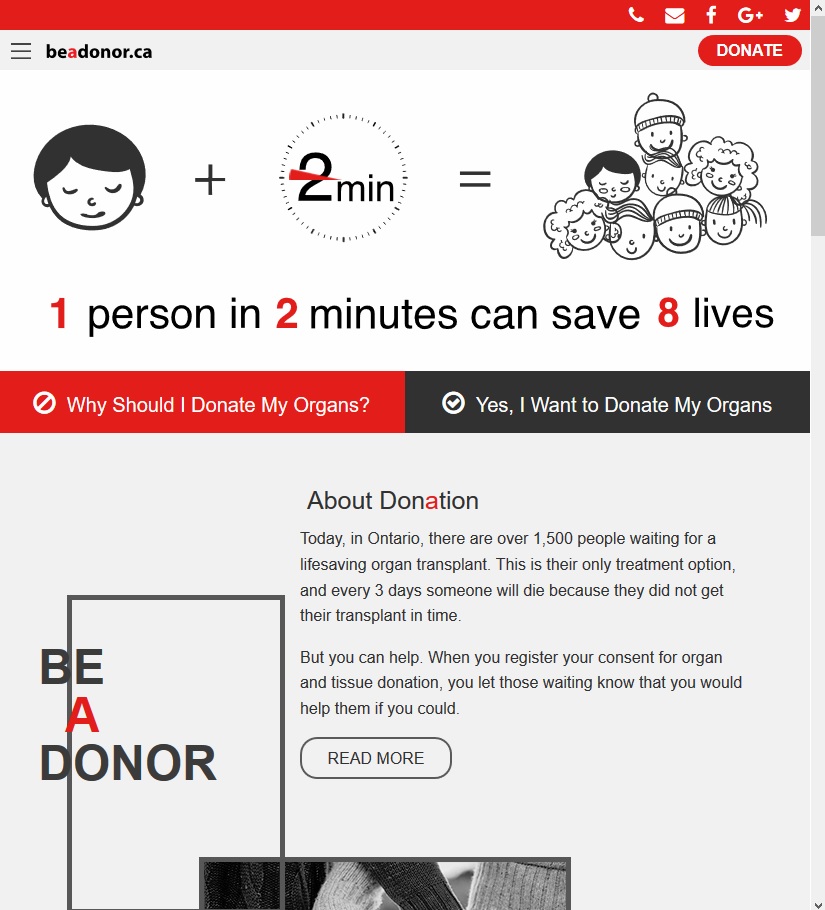 beadonor.ca
DONATE
2min
1 person in 2 minutes can save 8 lives
Why Should I Donate My Organs?
Yes, I Want to Donate My Organs
About Donation
Today, in Ontario, there are over 1,500 people waiting for a
lifesaving organ transplant. This is their only treatment option,
and every 3 days someone will die because they did not get
their transplant in time.
But you can help. When you register your consent for organ
and tissue donation, you let those waiting know that you would
help them if you could.
READ MORE
BE
A
DONOR